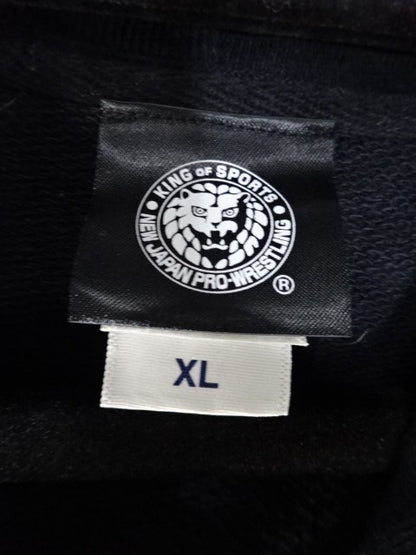 KING OF SPORTS
NEW JAPAN PRO-WRESTLING
®
XL